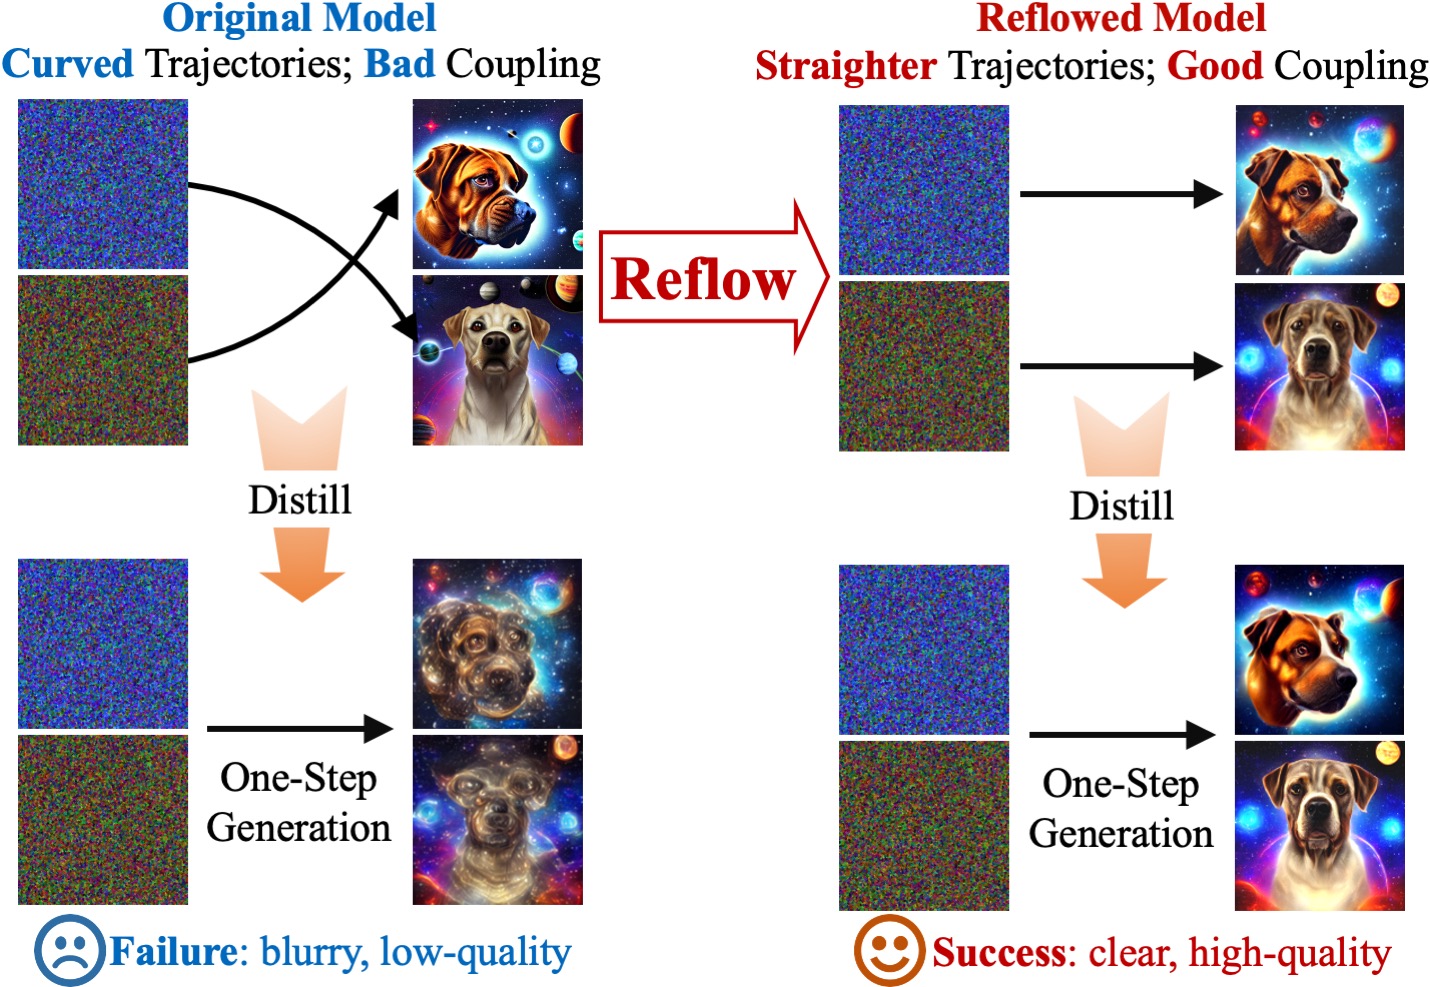 Original Model
Curved Trajectories; Bad Coupling
Reflowed Model
Straighter Trajectories; Good Coupling
Reflow
Distill
Distill
One-Step
Generation
One-Step
Generation
Failure: blurry, low-quality
Success: clear, high-quality